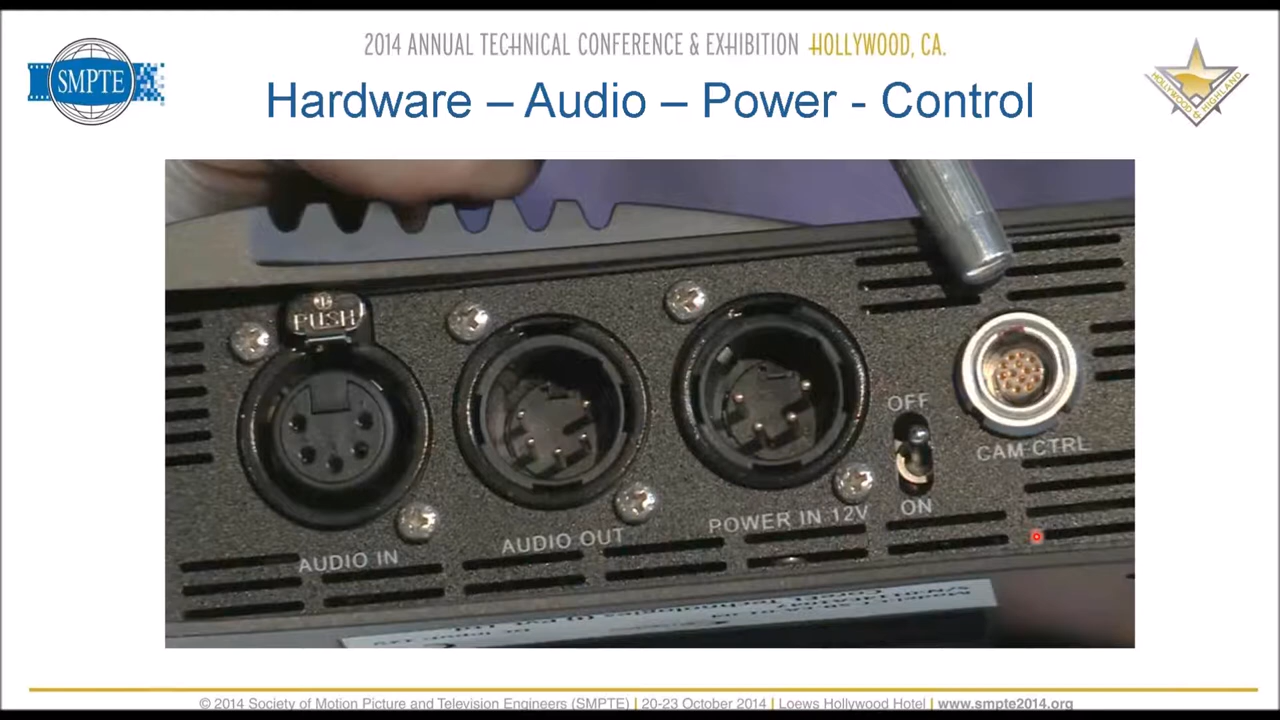 2014 ANNUAL TECHNICAL CONFERENCE & EXHIBITION HOLLYWOOD, CA.
SMPTE
HOLLYWOOD & HIGHLAND
Hardware – Audio – Power - Control
PUSH
OFF
CAM CTRL
ON
POWER IN 12V
AUDIO OUT
AUDIO IN
© 2014 Society of Motion Picture and Television Engineers (SMPTE) | 20-23 October 2014 | Loews Hollywood Hotel | www.smpte2014.org